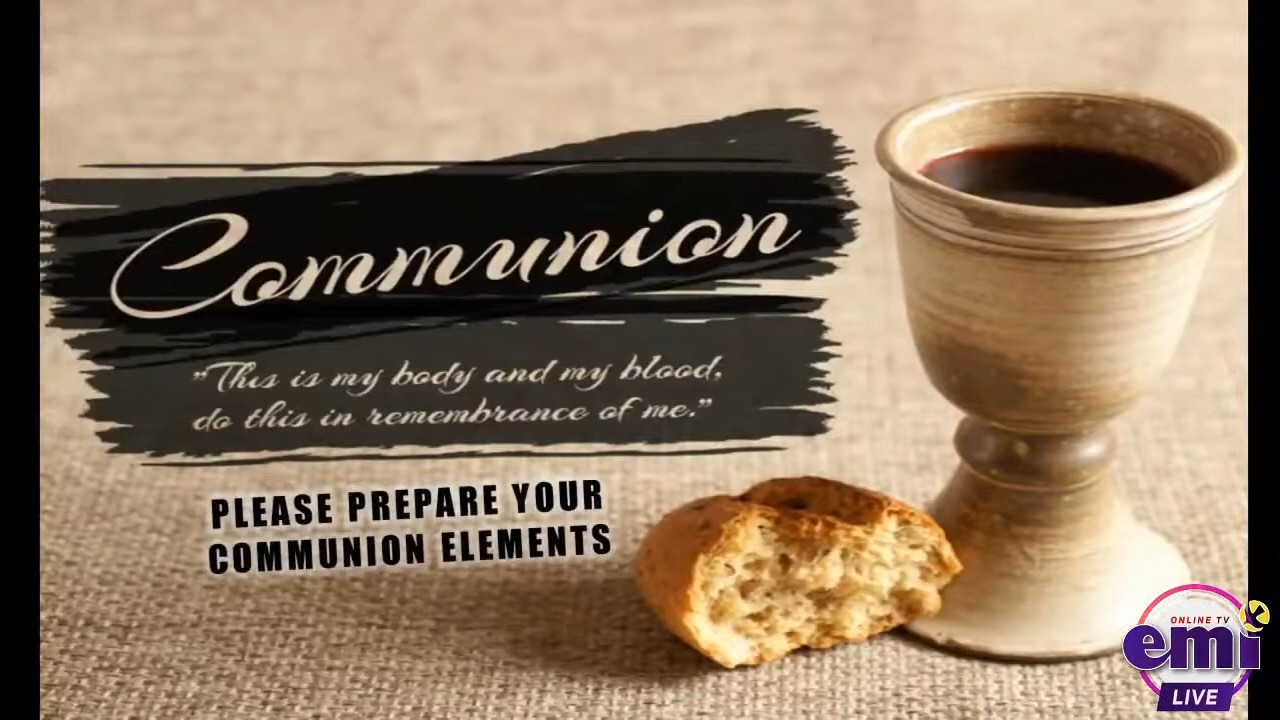 Communion
"This is my body and my blood,
do this in remembrance of me."
PLEASE PREPARE YOUR
COMMUNION ELEMENTS
ONLINE TV
emi
LIVE